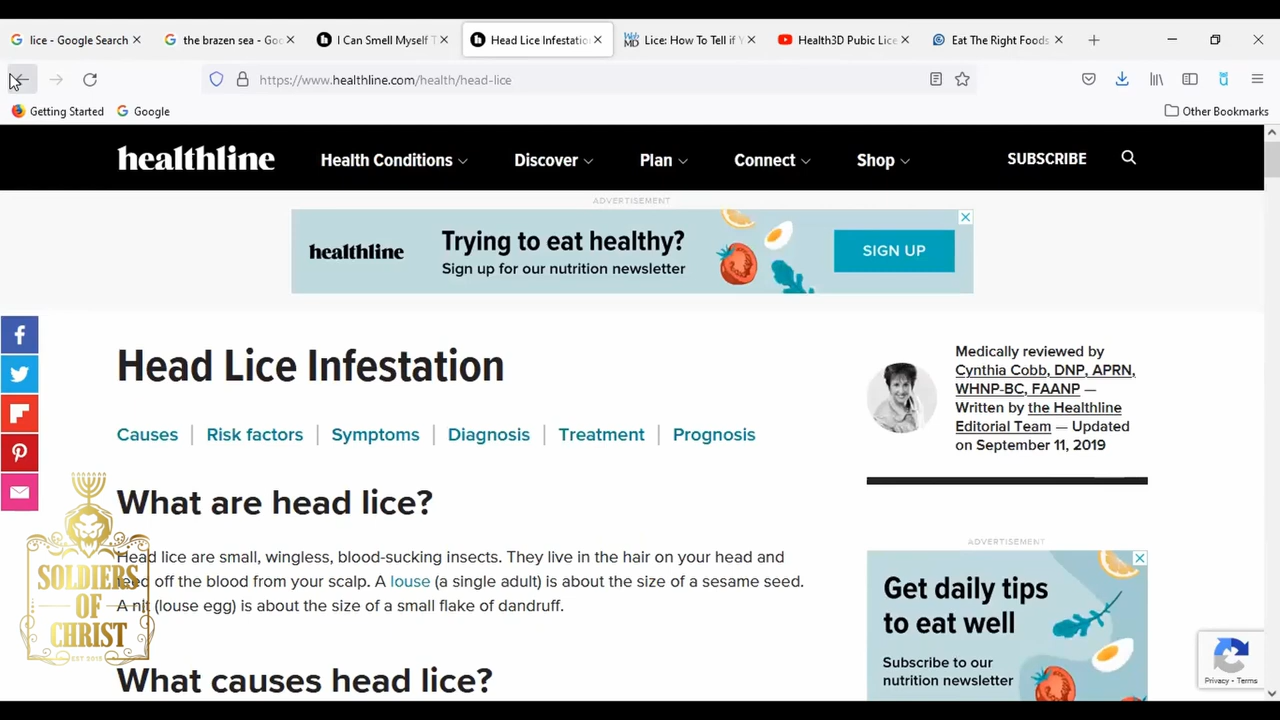 lice - Google Search
the brazen sea - Goo
I Can Smell Myself T
Head Lice Infestatio
WebMD
Lice: How To Tell if Y
Health3D Pubic Lice
Eat The Right Foods
https://www.healthline.com/health/head-lice
Getting Started
Google
Other Bookmarks
healthline
Health Conditions
Discover
Plan
Connect
Shop
SUBSCRIBE
ADVERTISEMENT
healthline
Trying to eat healthy?
Sign up for our nutrition newsletter
SIGN UP
Head Lice Infestation
Causes
Risk factors
Symptoms
Diagnosis
Treatment
Prognosis
Medically reviewed by
Cynthia Cobb, DNP, APRN,
WHNP-BC, FAANP —
Written by the Healthline
Editorial Team — Updated
on September 11, 2019
What are head lice?
Head lice are small, wingless, blood-sucking insects. They live in the hair on your head and
feed off the blood from your scalp. A louse (a single adult) is about the size of a sesame seed.
A nit (louse egg) is about the size of a small flake of dandruff.
What causes head lice?
ADVERTISEMENT
Get daily tips
to eat well
Subscribe to our
nutrition newsletter
Privacy - Terms
SOLDIERS
OF
CHRIST
EST 2015